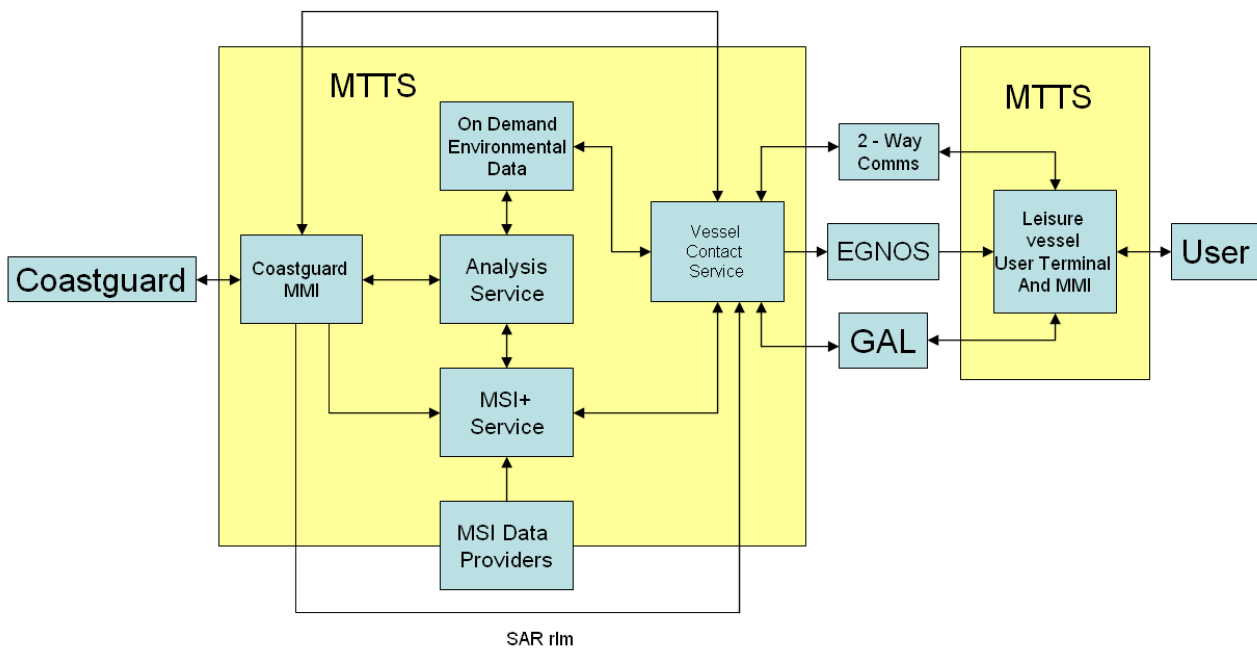 MTTS
MTTS
On Demand
Environmental
Data
2 - Way
Comms
Coastguard
Coastguard
MMI
Analysis
Service
Vessel
Contact
Service
EGNOS
Leisure
vessel
User Terminal
And MMI
User
GAL
MSI+
Service
MSI Data
Providers
SAR rlm